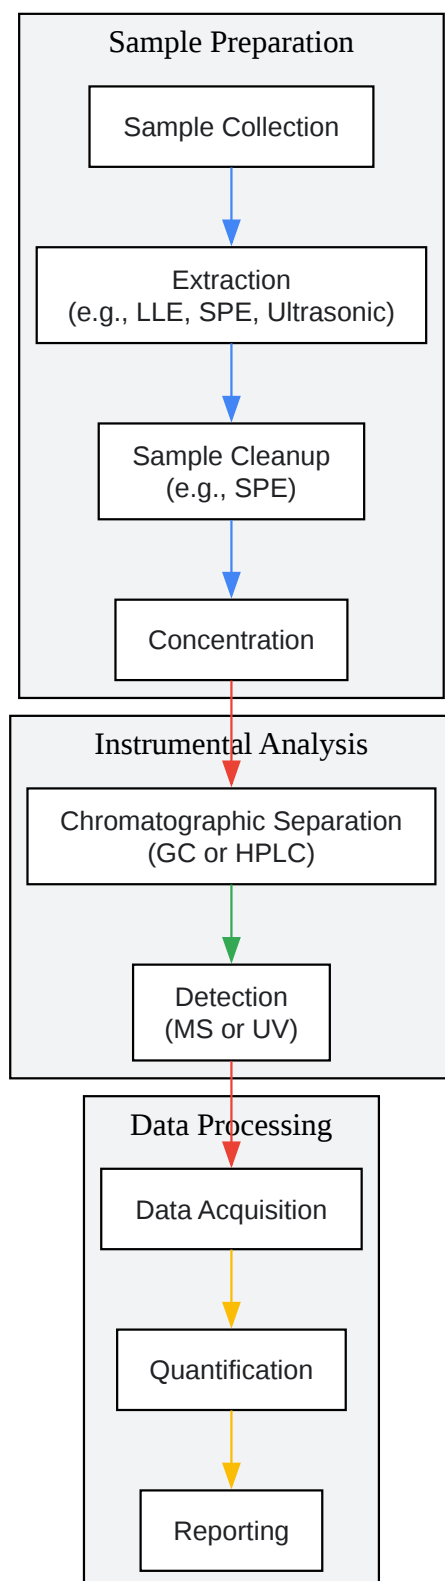 Sample Preparation
Sample Collection
Extraction
(e.g., LLE, SPE, Ultrasonic)
Sample Cleanup
(e.g., SPE)
Concentration
Instrumental Analysis
Chromatographic Separation
(GC or HPLC)
Detection
(MS or UV)
Data Processing
Data Acquisition
Quantification
Reporting